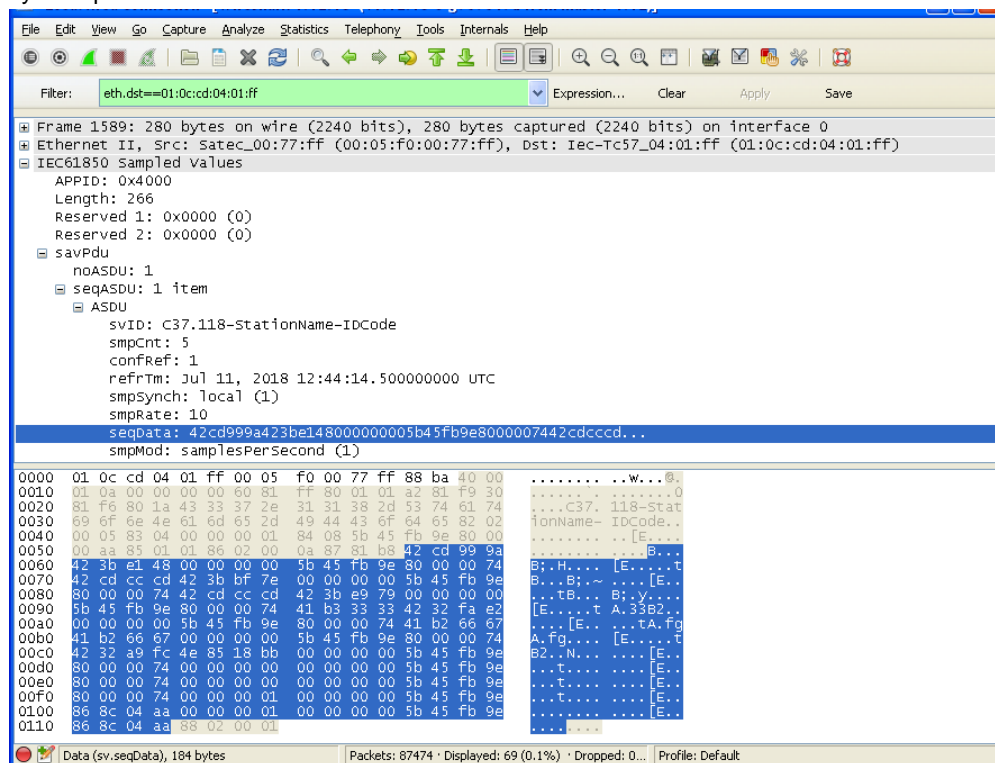 File Edit View Go Capture Analyze Statistics Telephony Tools Internals Help
Filter: eth.dst==01:0c:cd:04:01:ff Expression... Clear Apply Save
Frame 1589: 280 bytes on wire (2240 bits), 280 bytes captured (2240 bits) on interface 0
Ethernet II, Src: Satec_00:77:ff (00:05:f0:00:77:ff), Dst: Iec-Tc57_04:01:ff (01:0c:cd:04:01:ff)
IEC61850 Sampled Values
APPID: 0x4000
Length: 266
Reserved 1: 0x0000 (0)
Reserved 2: 0x0000 (0)
savPdu
noASDU: 1
seqASDU: 1 item
ASDU
svID: C37.118-StationName-IDCode
smpCnt: 5
confRef: 1
refrTm: Jul 11, 2018 12:44:14.500000000 UTC
smpSynch: local (1)
smpRate: 10
seqData: 42cd999a423be148000000005b45fb9e8000007442cdcccd...
smpMod: samplesPerSecond (1)
0000 01 0c cd 04 01 ff 00 05 f0 00 77 ff 88 ba 40 00 ........ ..w...@.
0010 01 0a 00 00 00 00 60 81 ff 80 01 01 a2 81 f9 30 ......`. .......0
0020 81 f6 80 1a 43 33 37 2e 31 31 38 2d 53 74 61 74 ....C37. 118-Stat
0030 69 6f 6e 4e 61 6d 65 2d 49 44 43 6f 64 65 82 02 ionName- IDCode..
0040 00 05 83 04 00 00 00 01 84 08 5b 45 fb 9e 80 00 ........ ..[E....
0050 00 aa 85 01 01 86 02 00 0a 87 81 b8 42 cd 99 9a ........ ....B...
0060 42 3b e1 48 00 00 00 00 5b 45 fb 9e 80 00 00 74 B;.H.... [E.....t
0070 42 cd cc cd 42 3b bf 7e 00 00 00 00 5b 45 fb 9e B...B;.~ ....[E..
0080 80 00 00 74 42 cd cc cd 42 3b e9 79 00 00 00 00 ...tB... B;.y....
0090 5b 45 fb 9e 80 00 00 74 41 b3 33 33 42 32 fa e2 [E.....t A.33B2..
00a0 00 00 00 00 5b 45 fb 9e 80 00 00 74 41 b2 66 67 ....[E.. ...tA.fg
00b0 41 b2 66 67 00 00 00 00 5b 45 fb 9e 80 00 00 74 A.fg.... [E.....t
00c0 42 32 a9 fc 4e 85 18 bb 00 00 00 00 5b 45 fb 9e B2..N... ....[E..
00d0 80 00 00 74 00 00 00 00 00 00 00 00 5b 45 fb 9e ...t.... ....[E..
00e0 80 00 00 74 00 00 00 00 00 00 00 00 5b 45 fb 9e ...t.... ....[E..
00f0 80 00 00 74 00 00 00 01 00 00 00 00 5b 45 fb 9e ...t.... ....[E..
0100 86 8c 04 aa 00 00 00 01 00 00 00 00 5b 45 fb 9e ........ ....[E..
0110 86 8c 04 aa 88 02 00 01 ........
Data (sv.seqData), 184 bytes Packets: 87474 · Displayed: 69 (0.1%) · Dropped: 0... Profile: Default